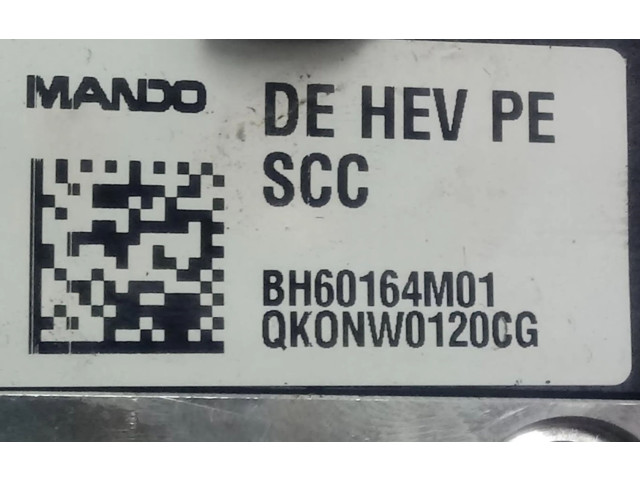 MANDO
DE HEV PE
SCC
BH60164M01
QKONW0120CG